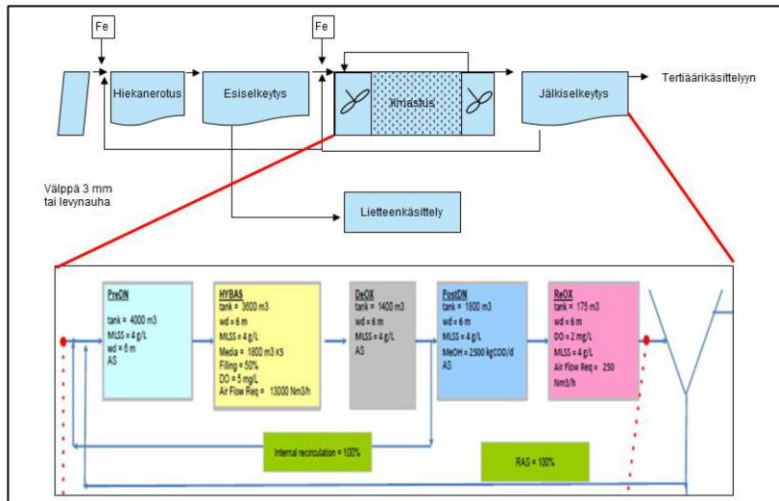 Fe
Fe
Hiekanerotus
Esiselkeytys
Ilmastus
Jälkiselkeytys
Tertiäärikäsittelyyn
Välppä 3 mm
tai levynauha
Lietteenkäsittely
PreDN
tank = 4000 m3
MLSS = 4 g/L
wd = 6 m
AS
HYBAS
tank = 3600 m3
wd = 6 m
MLSS = 4 g/L
Media = 1800 m3 K5
Filing = 50%
DO = 5 mg/L
Air Flow Req = 13000 Nm3/h
DeOX
tank = 1400 m3
wd = 6 m
MLSS = 4 g/L
AS
PostDN
tank = 1800 m3
wd = 6 m
MLSS = 4 g/L
MeOH = 2500 kgCOD/d
AS
ReOX
tank = 175 m3
wd = 6 m
DO = 2 mg/L
MLSS = 4 g/L
Air Flow Req = 250
Nm3/h
Internal recirculation = 100%
RAS = 100%